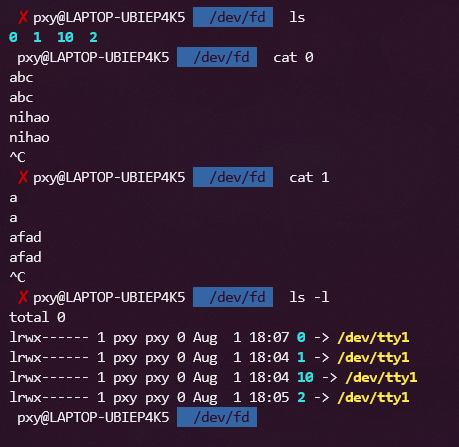 ✗ pxy@LAPTOP-UBIEP4K5 /dev/fd ls
0 1 10 2
pxy@LAPTOP-UBIEP4K5 /dev/fd cat 0
abc
abc
nihao
nihao
^C
✗ pxy@LAPTOP-UBIEP4K5 /dev/fd cat 1
a
a
afad
afad
^C
✗ pxy@LAPTOP-UBIEP4K5 /dev/fd ls -l
total 0
lrwx------ 1 pxy pxy 0 Aug  1 18:07 0 -> /dev/tty1
lrwx------ 1 pxy pxy 0 Aug  1 18:04 1 -> /dev/tty1
lrwx------ 1 pxy pxy 0 Aug  1 18:04 10 -> /dev/tty1
lrwx------ 1 pxy pxy 0 Aug  1 18:05 2 -> /dev/tty1
pxy@LAPTOP-UBIEP4K5 /dev/fd